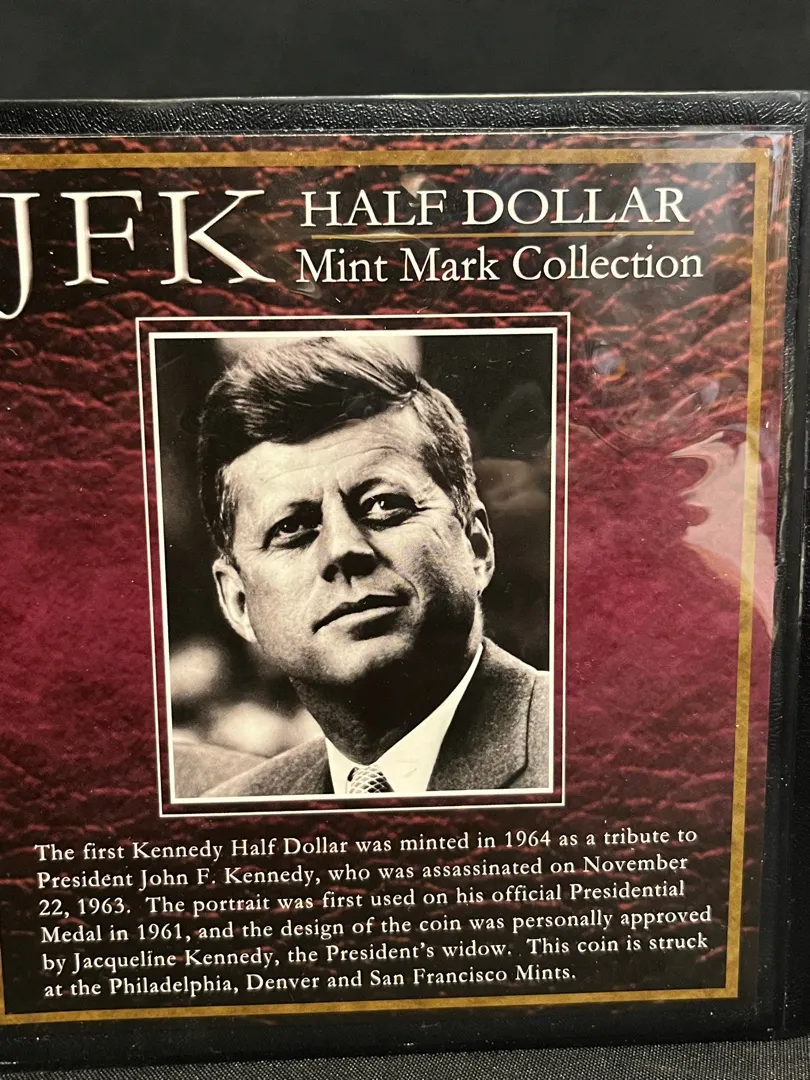 JFK
HALF DOLLAR
Mint Mark Collection
The first Kennedy Half Dollar was minted in 1964 as a tribute to
President John F. Kennedy, who was assassinated on November
22, 1963. The portrait was first used on his official Presidential
Medal in 1961, and the design of the coin was personally approved
by Jacqueline Kennedy, the President's widow. This coin is struck
at the Philadelphia, Denver and San Francisco Mints.